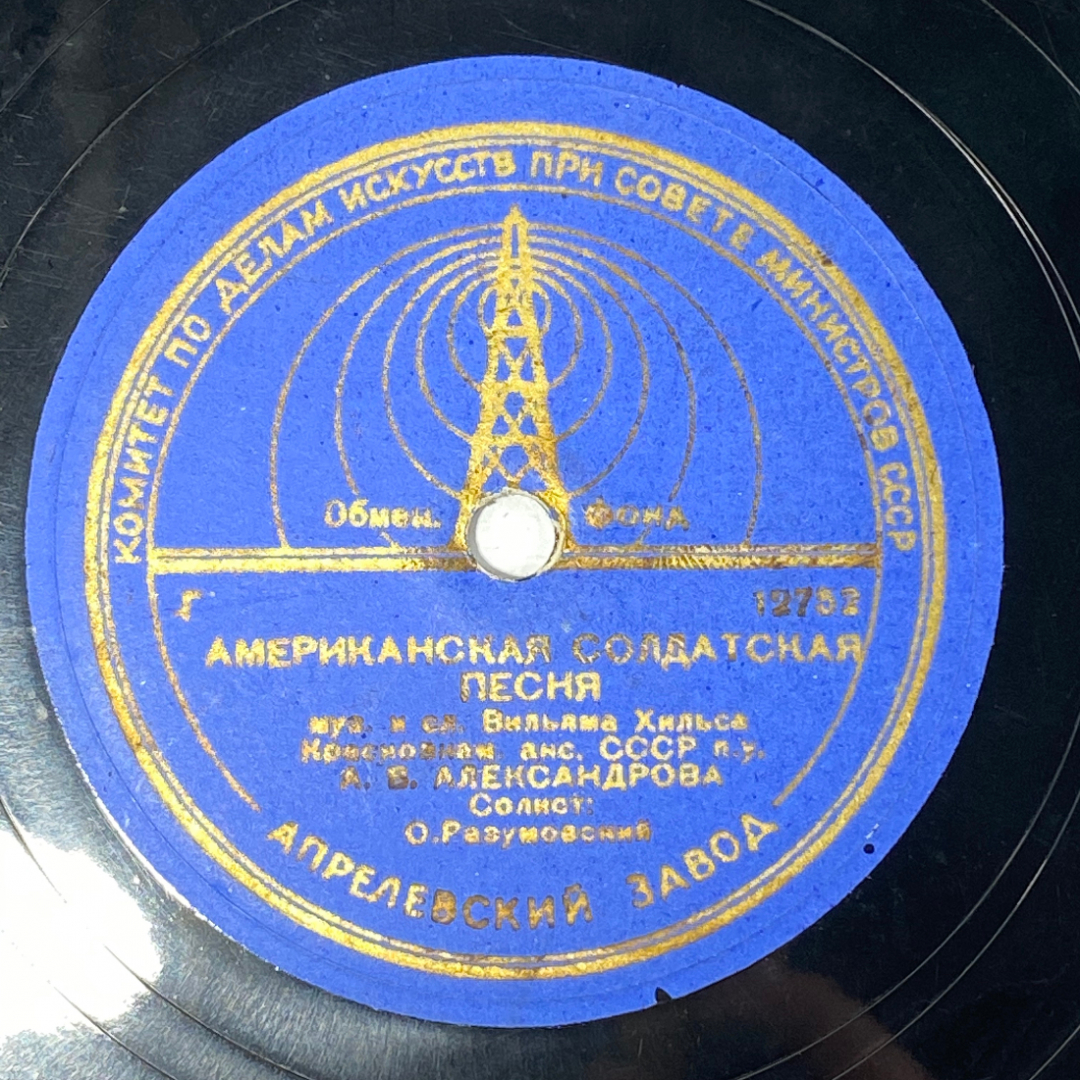 КОМИТЕТ ПО ДЕЛАМ ИСКУССТВ ПРИ СОВЕТЕ МИНИСТРОВ СССР
Обмен. Фонд
Г 12752
АМЕРИКАНСКАЯ СОЛДАТСКАЯ
ПЕСНЯ
муз. и сл. Вильяма Хильса
Краснознам. анс. СССР п.у.
А. В. АЛЕКСАНДРОВА
Солист:
О.Разумовский
АПРЕЛЕВСКИЙ ЗАВОД